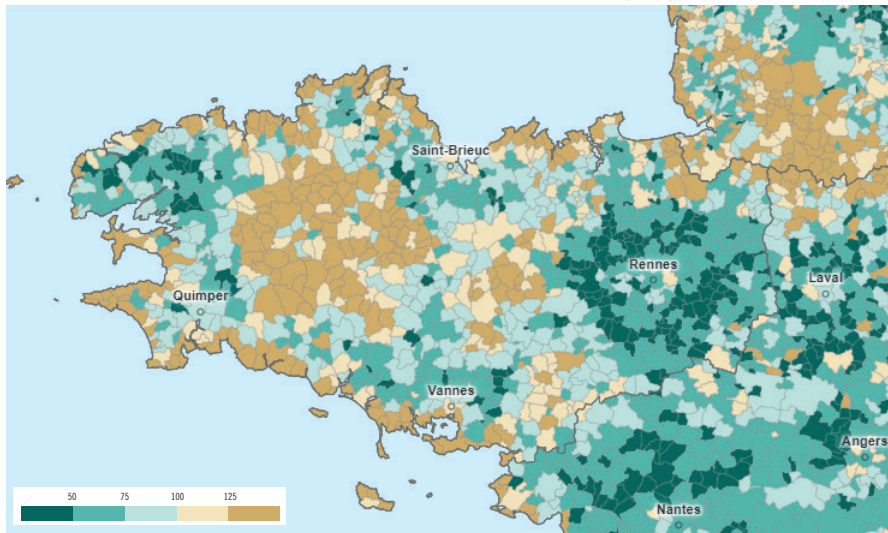 Saint-Brieuc
Rennes
Laval
Quimper
Vannes
Angers
50 75 100 125
Nantes